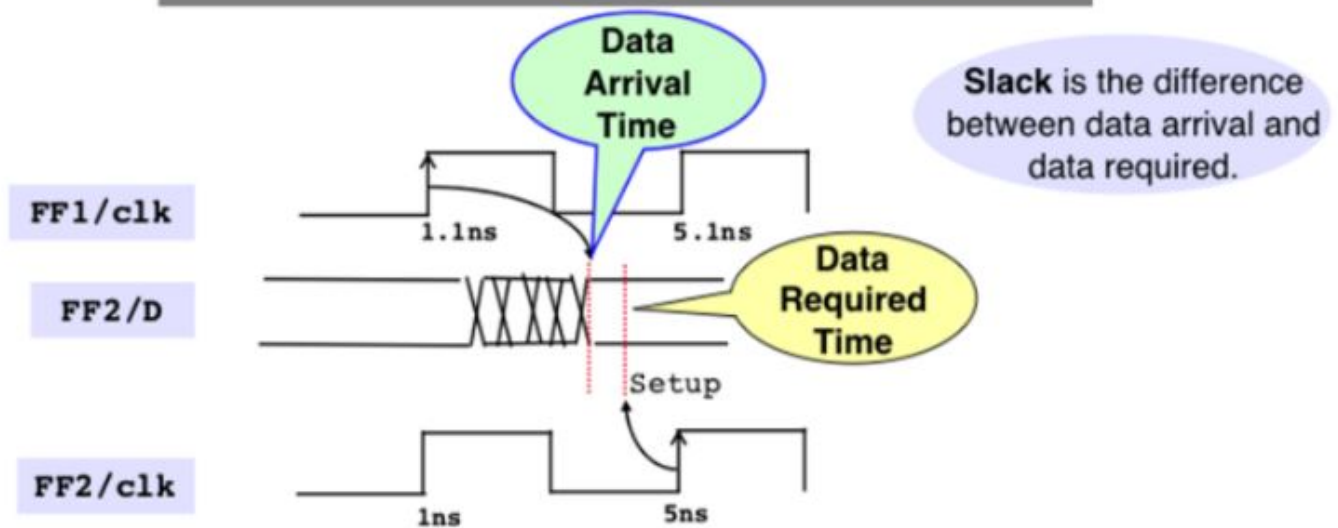 Data
Arrival
Time
Slack is the difference
between data arrival and
data required.
FF1/clk
1.1ns
5.1ns
FF2/D
Data
Required
Time
Setup
FF2/clk
1ns
5ns